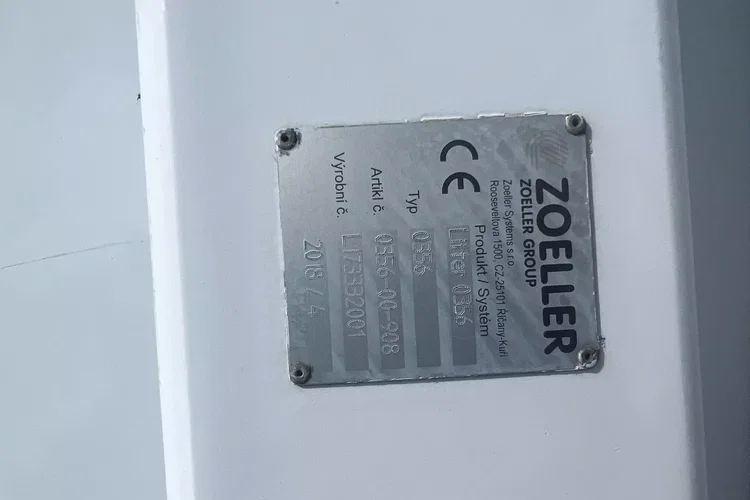 ZOELLER
ZOELLER GROUP
Zoeller Systems s.r.o
Rooseveltova 1500, CZ-25101 Říčany-Kuří
Produkt / Systém
Lifter 0356
CE
Typ 0356
Artikl č. 0356-00-908
Výrobní č. L173332001
2018 / 4